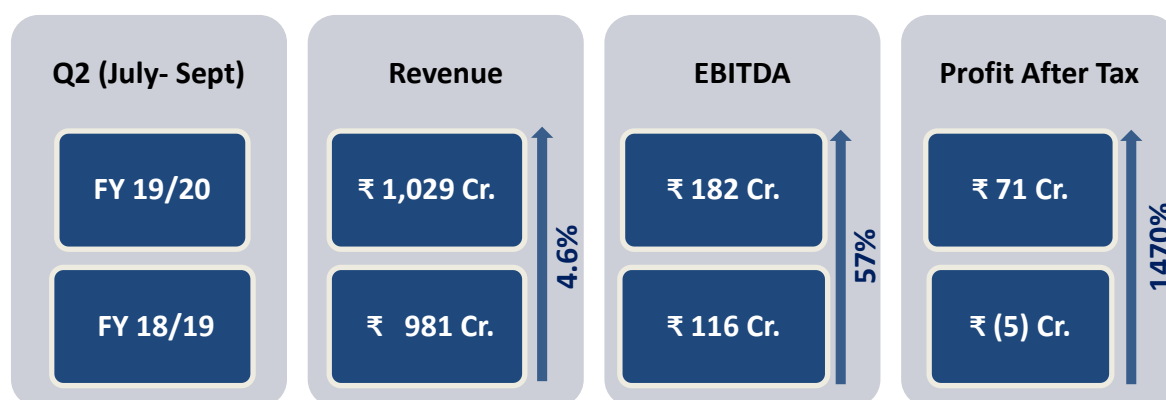 Q2 (July- Sept)
FY 19/20
FY 18/19
Revenue
₹ 1,029 Cr.
₹ 981 Cr.
4.6%
EBITDA
₹ 182 Cr.
₹ 116 Cr.
57%
Profit After Tax
₹ 71 Cr.
₹ (5) Cr.
1470%